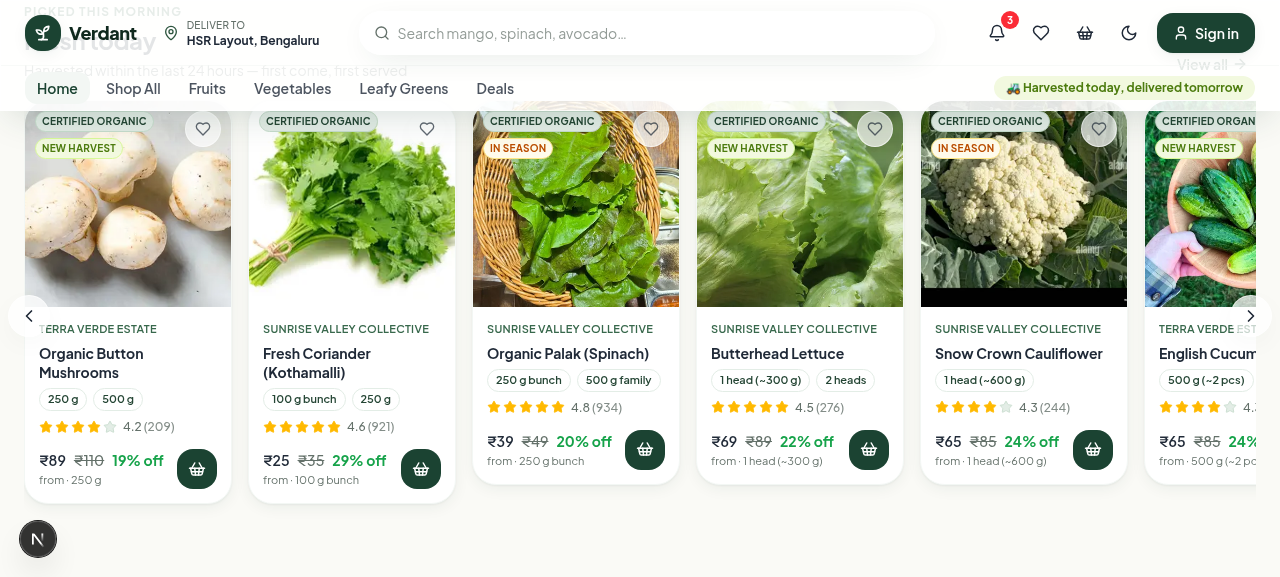 PICKED THIS MORNING
Verdant
DELIVER TO
HSR Layout, Bengaluru
Search mango, spinach, avocado...
3
Sign in
Fresh today
Harvested within the last 24 hours — first come, first served
View all →
Home
Shop All
Fruits
Vegetables
Leafy Greens
Deals
🚜 Harvested today, delivered tomorrow
CERTIFIED ORGANIC
NEW HARVEST
TERRA VERDE ESTATE
Organic Button
Mushrooms
250 g
500 g
4.2 (209)
₹89 ₹110 19% off
from · 250 g
CERTIFIED ORGANIC
SUNRISE VALLEY COLLECTIVE
Fresh Coriander
(Kothamalli)
100 g bunch
250 g
4.6 (921)
₹25 ₹35 29% off
from · 100 g bunch
CERTIFIED ORGANIC
IN SEASON
SUNRISE VALLEY COLLECTIVE
Organic Palak (Spinach)
250 g bunch
500 g family
4.8 (934)
₹39 ₹49 20% off
from · 250 g bunch
CERTIFIED ORGANIC
NEW HARVEST
SUNRISE VALLEY COLLECTIVE
Butterhead Lettuce
1 head (~300 g)
2 heads
4.5 (276)
₹69 ₹89 22% off
from · 1 head (~300 g)
CERTIFIED ORGANIC
IN SEASON
alamy
alamy
SUNRISE VALLEY COLLECTIVE
Snow Crown Cauliflower
1 head (~600 g)
4.3 (244)
₹65 ₹85 24% off
from · 1 head (~600 g)
CERTIFIED ORGAN
NEW HARVEST
TERRA VERDE EST
English Cucum
500 g (~2 pcs)
4.
₹65 ₹85 24%
from · 500 g (~2 pc
N